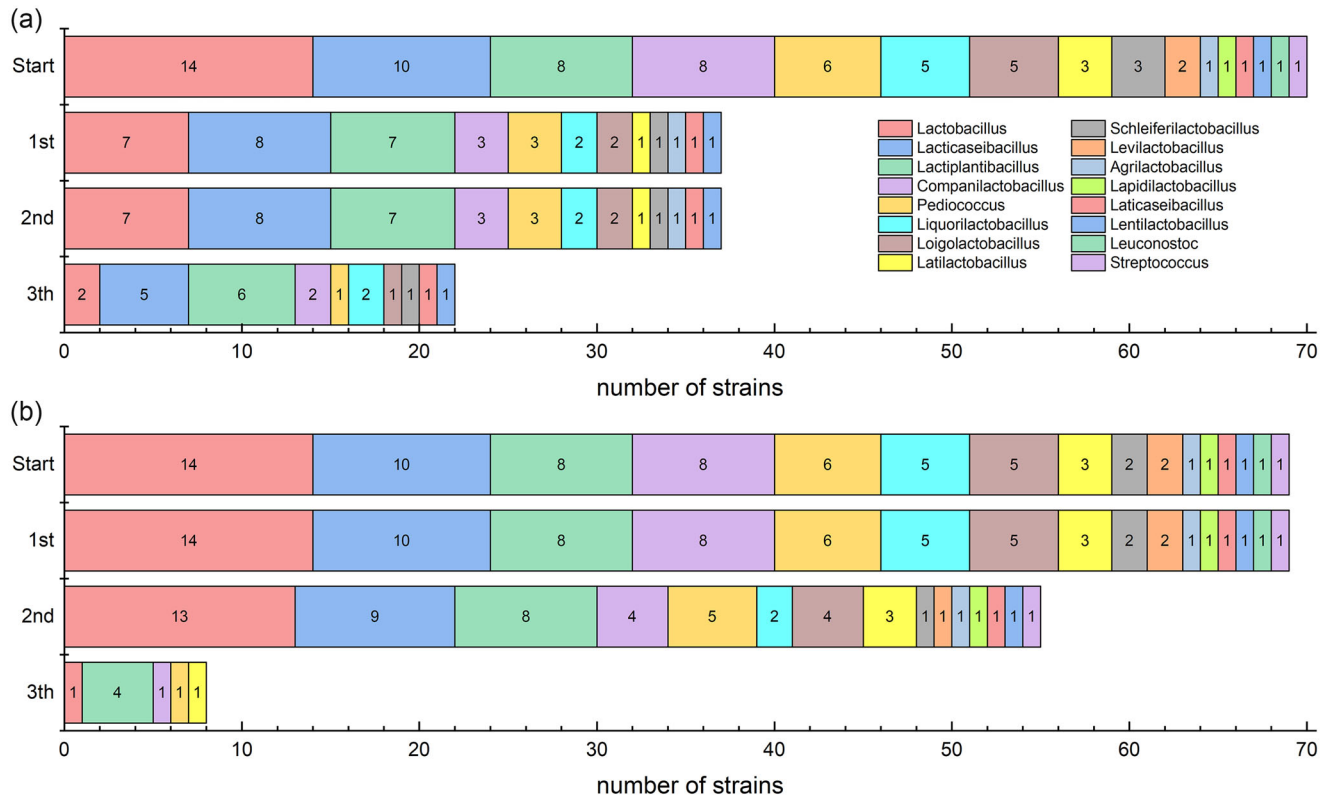 (a)
Start 14 10 8 8 6 5 5 3 3 2 1 1 1 1 1 1
1st 7 8 7 3 3 2 2 1 1 1 1 1
2nd 7 8 7 3 3 2 2 1 1 1 1 1
3th 2 5 6 2 1 2 1 1 1 1
Lactobacillus
Lacticaseibacillus
Lactiplantibacillus
Companilactobacillus
Pediococcus
Liquorilactobacillus
Loigolactobacillus
Latilactobacillus
Schleiferilactobacillus
Levilactobacillus
Agrilactobacillus
Lapidilactobacillus
Laticaseibacillus
Lentilactobacillus
Leuconostoc
Streptococcus
0 10 20 30 40 50 60 70
number of strains
(b)
Start 14 10 8 8 6 5 5 3 2 2 1 1 1 1 1 1
1st 14 10 8 8 6 5 5 3 2 2 1 1 1 1 1 1
2nd 13 9 8 4 5 2 4 3 1 1 1 1 1 1 1
3th 1 4 1 1 1
0 10 20 30 40 50 60 70
number of strains